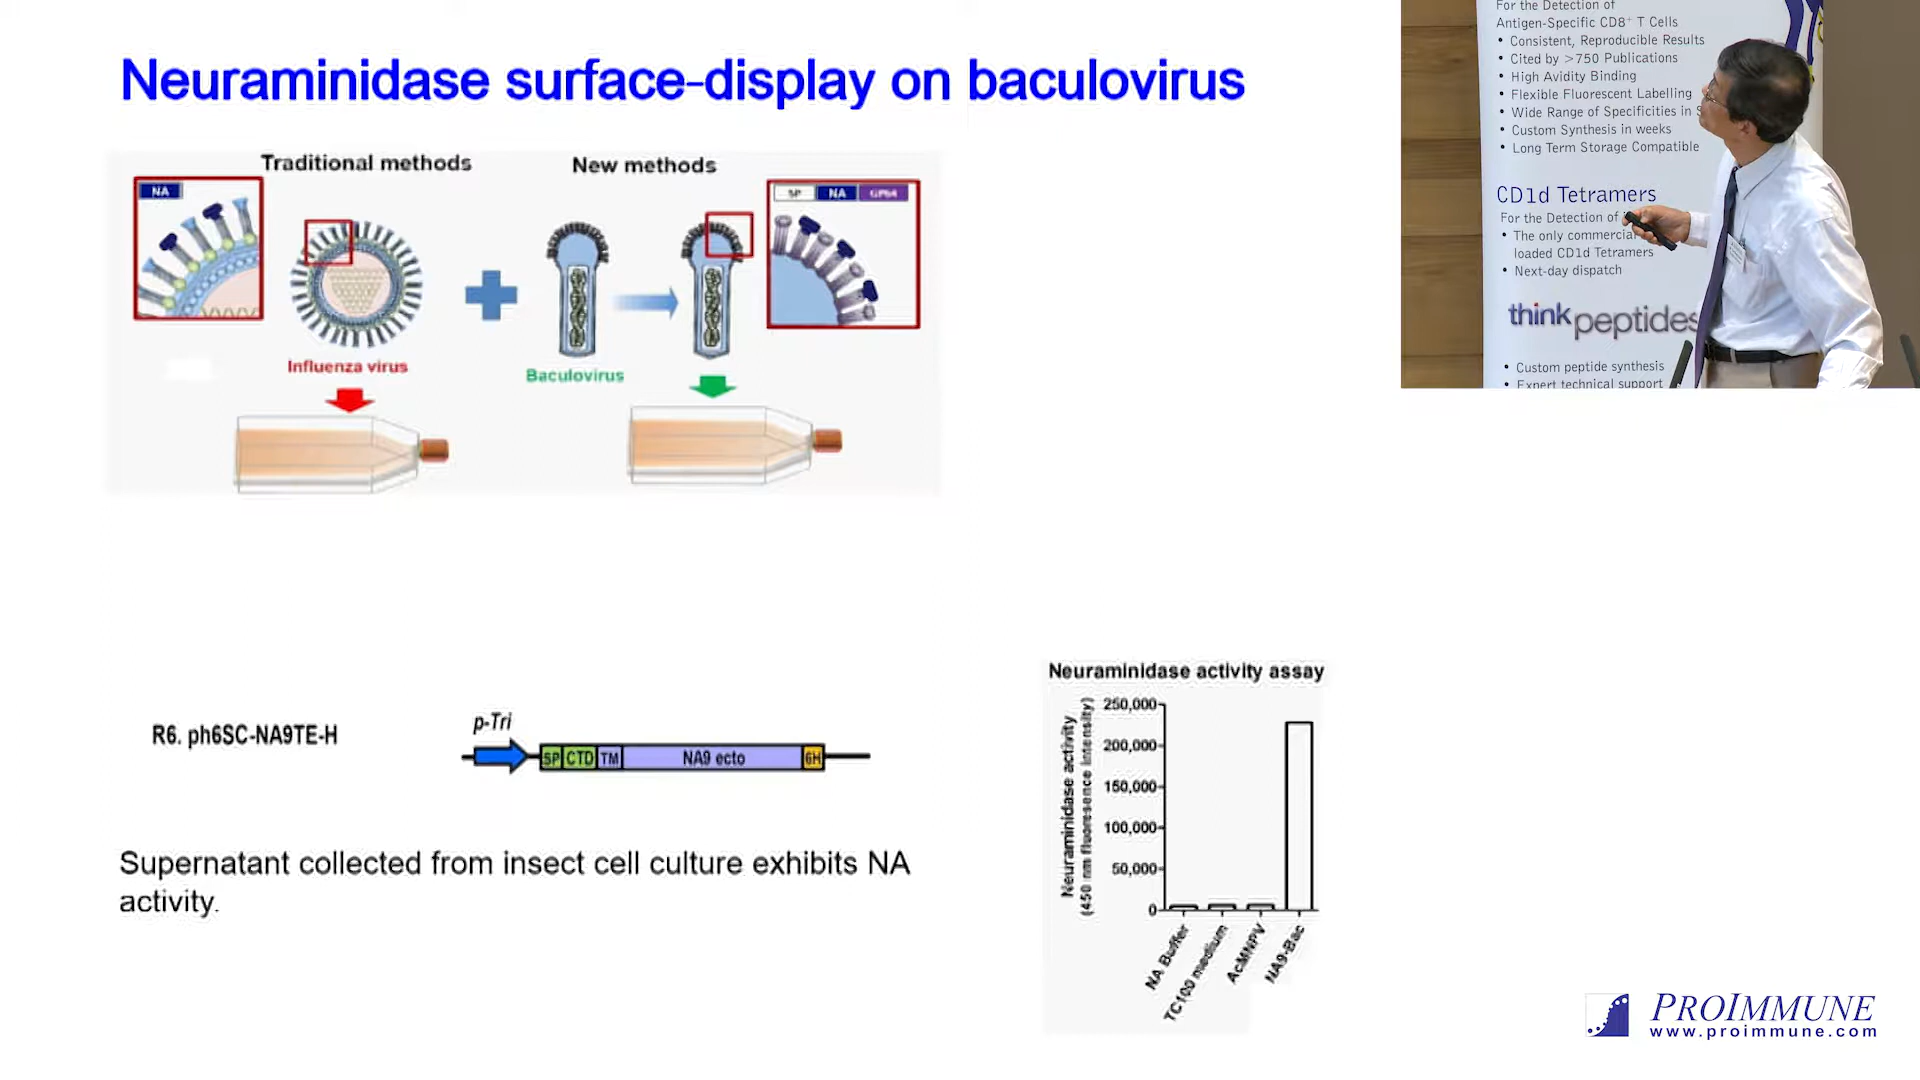 Neuraminidase surface-display on baculovirus
Traditional methods
New methods
NA
SP NA GP64
Influenza virus
Baculovirus
R6. ph6SC-NA9TE-H
p-Tri
SP CTD TM NA9 ecto 6H
Supernatant collected from insect cell culture exhibits NA
activity.
Neuraminidase activity assay
Neuraminidase activity
(450 nm fluoresence intensity)
250,000
200,000
150,000
100,000
50,000
0
NA Buffer
TC100 medium
AcMNPV
NA9-Bac
For the Detection of
Antigen-Specific CD8+ T Cells
• Consistent, Reproducible Results
• Cited by >750 Publications
• High Avidity Binding
• Flexible Fluorescent Labelling
• Wide Range of Specificities in
• Custom Synthesis in weeks
• Long Term Storage Compatible
CD1d Tetramers
For the Detection of
• The only commercia
loaded CD1d Tetramers
• Next-day dispatch
think peptides
• Custom peptide synthesis
• Expert technical support
PROIMMUNE
www.proimmune.com